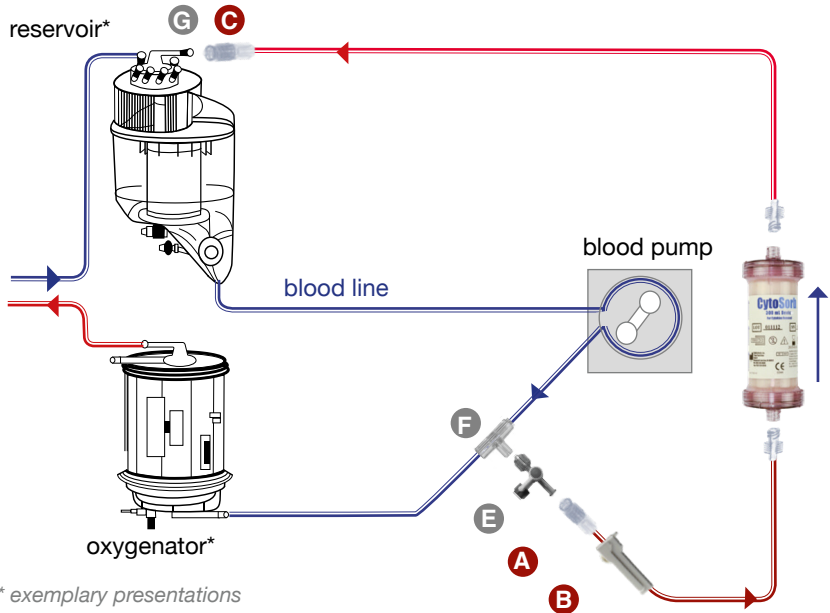 G C
reservoir*
blood pump
blood line
CytoSorb
F
E
oxygenator*
A
B
* exemplary presentations